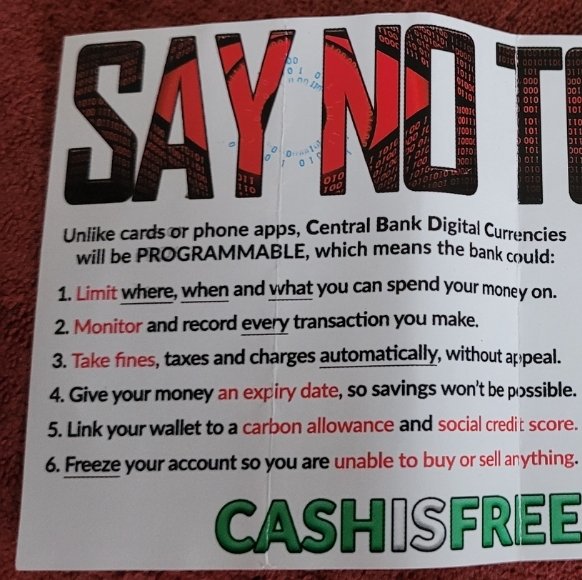 SAY NO T
Unlike cards or phone apps, Central Bank Digital Currencies
will be PROGRAMMABLE, which means the bank could:
1. Limit where, when and what you can spend your money on.
2. Monitor and record every transaction you make.
3. Take fines, taxes and charges automatically, without appeal.
4. Give your money an expiry date, so savings won't be possible.
5. Link your wallet to a carbon allowance and social credit score.
6. Freeze your account so you are unable to buy or sell anything.
CASHISFREE